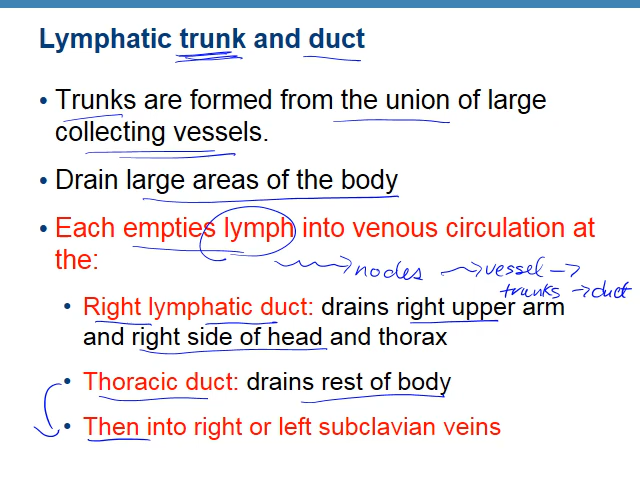 Lymphatic trunk and duct
• Trunks are formed from the union of large
collecting vessels.
• Drain large areas of the body
• Each empties lymph into venous circulation at
the:
→ nodes → vessel →
trunks → duct
• Right lymphatic duct: drains right upper arm
and right side of head and thorax
• Thoracic duct: drains rest of body
• Then into right or left subclavian veins